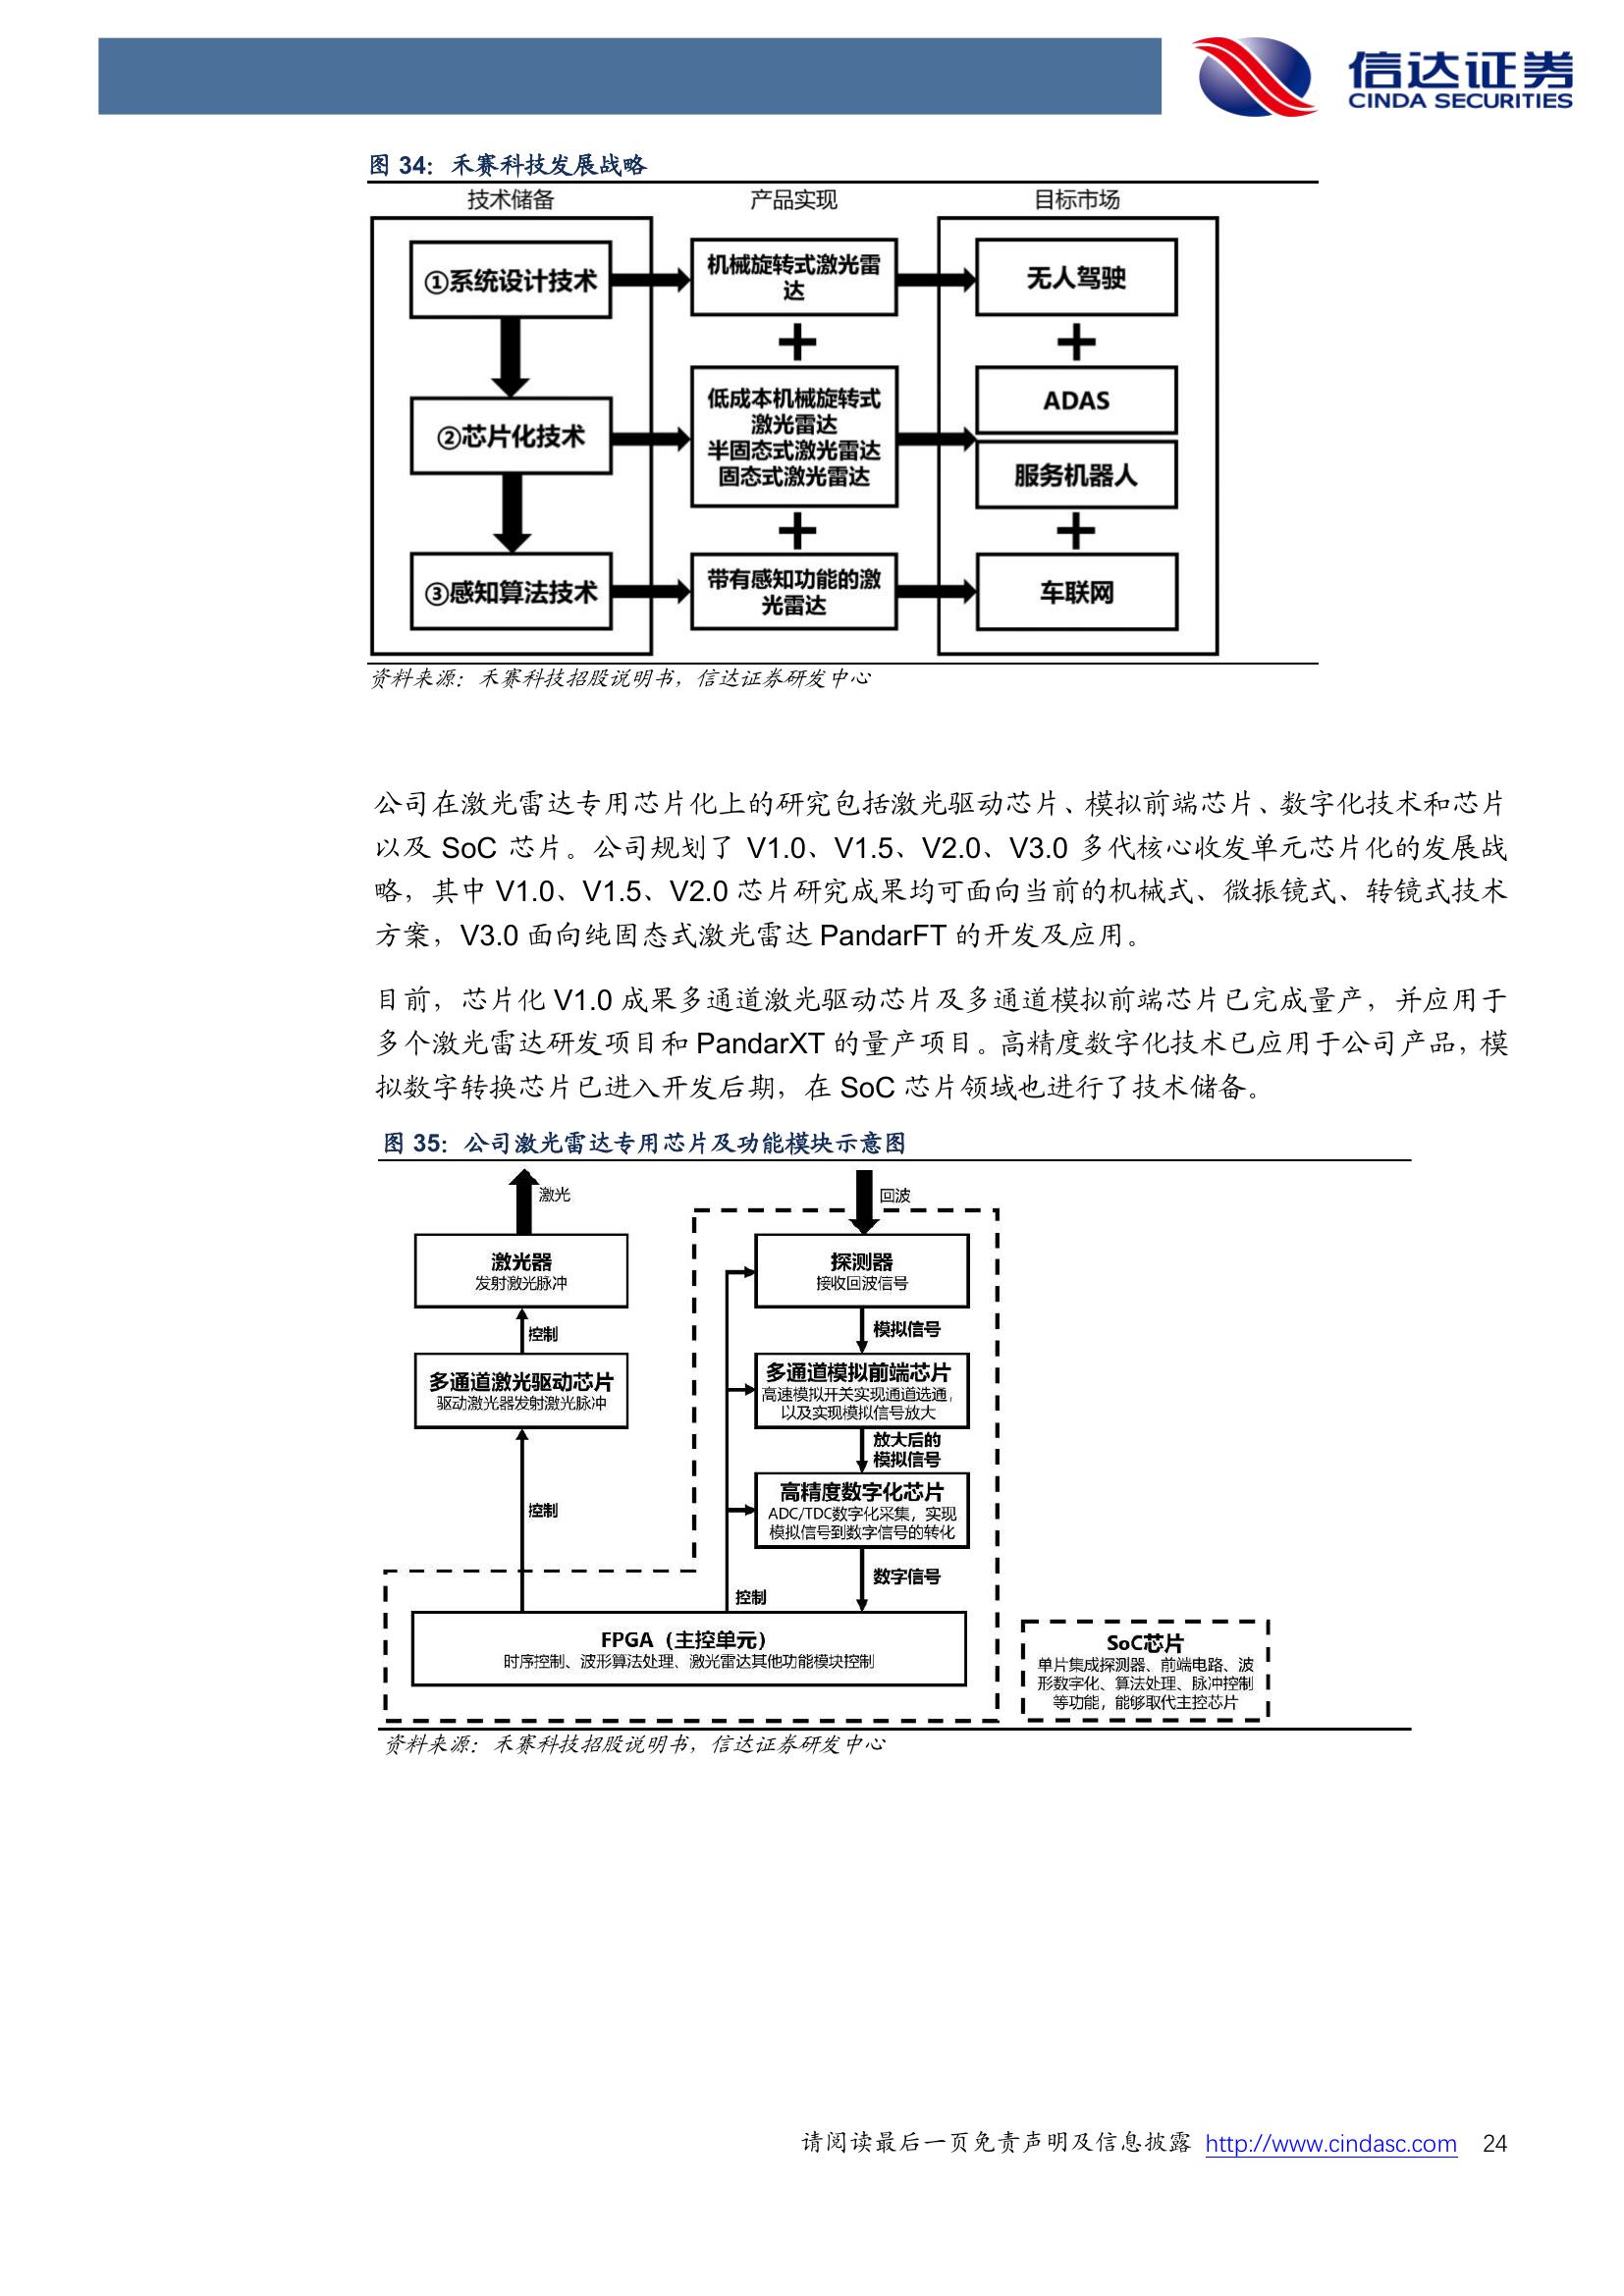 信达证券
CINDA SECURITIES
图 34：禾赛科技发展战略
技术储备
产品实现
目标市场
①系统设计技术
机械旋转式激光雷
达
无人驾驶
②芯片化技术
低成本机械旋转式
激光雷达
半固态式激光雷达
固态式激光雷达
ADAS
服务机器人
③感知算法技术
带有感知功能的激
光雷达
车联网
资料来源：禾赛科技招股说明书，信达证券研发中心
公司在激光雷达专用芯片化上的研究包括激光驱动芯片、模拟前端芯片、数字化技术和芯片
以及 SoC 芯片。公司规划了 V1.0、V1.5、V2.0、V3.0 多代核心收发单元芯片化的发展战
略，其中 V1.0、V1.5、V2.0 芯片研究成果均可面向当前的机械式、微振镜式、转镜式技术
方案，V3.0 面向纯固态式激光雷达 PandarFT 的开发及应用。
目前，芯片化 V1.0 成果多通道激光驱动芯片及多通道模拟前端芯片已完成量产，并应用于
多个激光雷达研发项目和 PandarXT 的量产项目。高精度数字化技术已应用于公司产品，模
拟数字转换芯片已进入开发后期，在 SoC 芯片领域也进行了技术储备。
图 35：公司激光雷达专用芯片及功能模块示意图
激光
回波
激光器
发射激光脉冲
探测器
接收回波信号
控制
模拟信号
多通道激光驱动芯片
驱动激光器发射激光脉冲
多通道模拟前端芯片
高速模拟开关实现通道选通，
以及实现模拟信号放大
放大后的
模拟信号
控制
高精度数字化芯片
ADC/TDC数字化采集，实现
模拟信号到数字信号的转化
数字信号
控制
FPGA（主控单元）
时序控制、波形算法处理、激光雷达其他功能模块控制
SoC芯片
单片集成探测器、前端电路、波
形数字化、算法处理、脉冲控制
等功能，能够取代主控芯片
资料来源：禾赛科技招股说明书，信达证券研发中心
请阅读最后一页免责声明及信息披露 http://www.cindasc.com 24